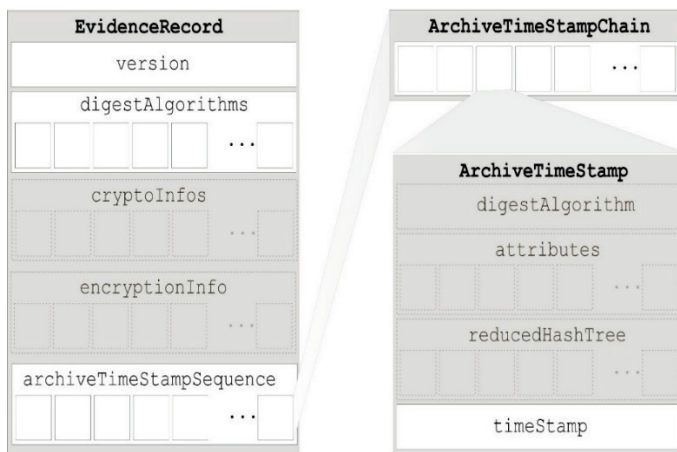 EvidenceRecord
version
digestAlgorithms
...
cryptoInfos
...
encryptionInfo
...
archiveTimeStampSequence
...
ArchiveTimeStampChain
...
ArchiveTimeStamp
digestAlgorithm
attributes
...
reducedHashTree
...
timeStamp